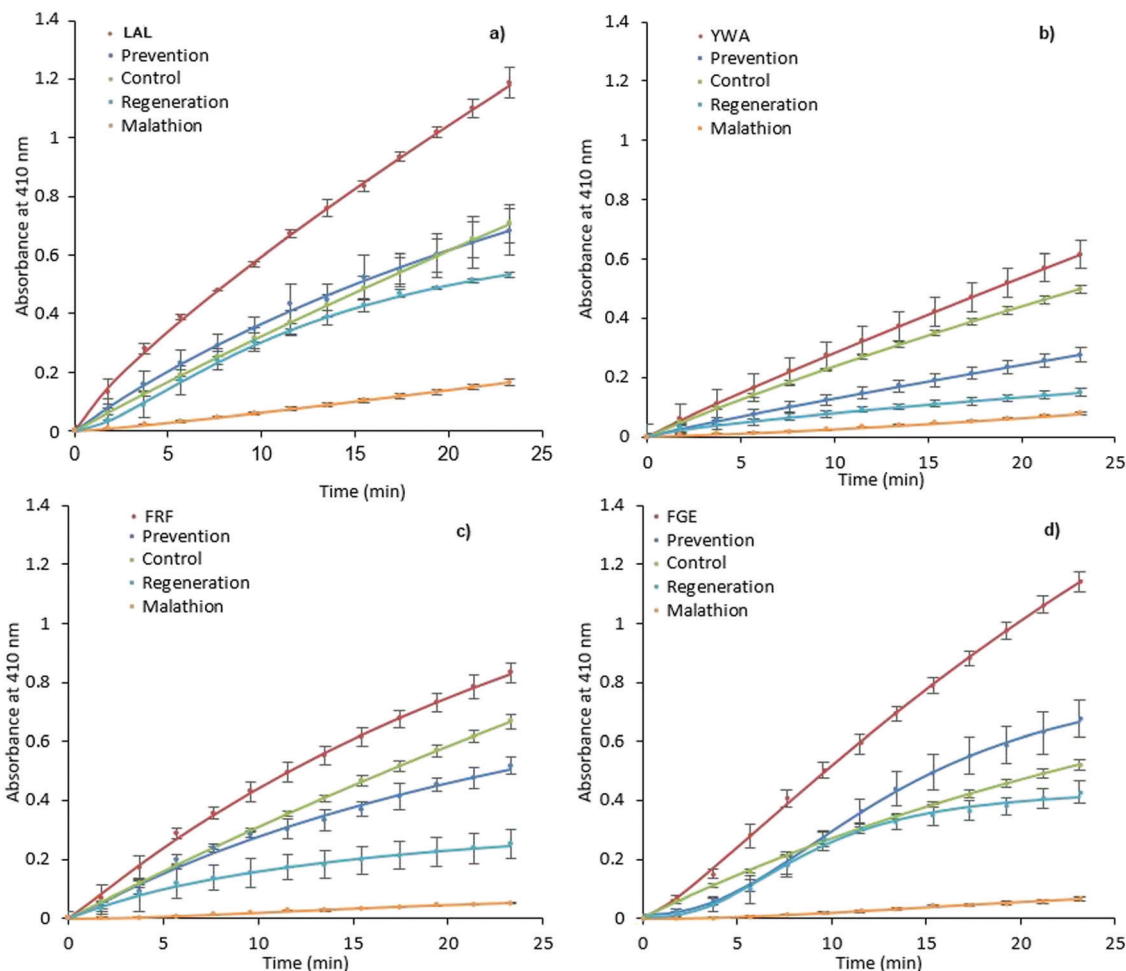 a)
LAL
Prevention
Control
Regeneration
Malathion
Absorbance at 410 nm
1.4
1.2
1
0.8
0.6
0.4
0.2
0
0 5 10 15 20 25
Time (min)
b)
YWA
Prevention
Control
Regeneration
Malathion
Absorbance at 410 nm
1.4
1.2
1
0.8
0.6
0.4
0.2
0
0 5 10 15 20 25
Time (min)
c)
FRF
Prevention
Control
Regeneration
Malathion
Absorbance at 410 nm
1.4
1.2
1
0.8
0.6
0.4
0.2
0
0 5 10 15 20 25
Time (min)
d)
FGE
Prevention
Control
Regeneration
Malathion
Absorbance at 410 nm
1.4
1.2
1
0.8
0.6
0.4
0.2
0
0 5 10 15 20 25
Time (min)